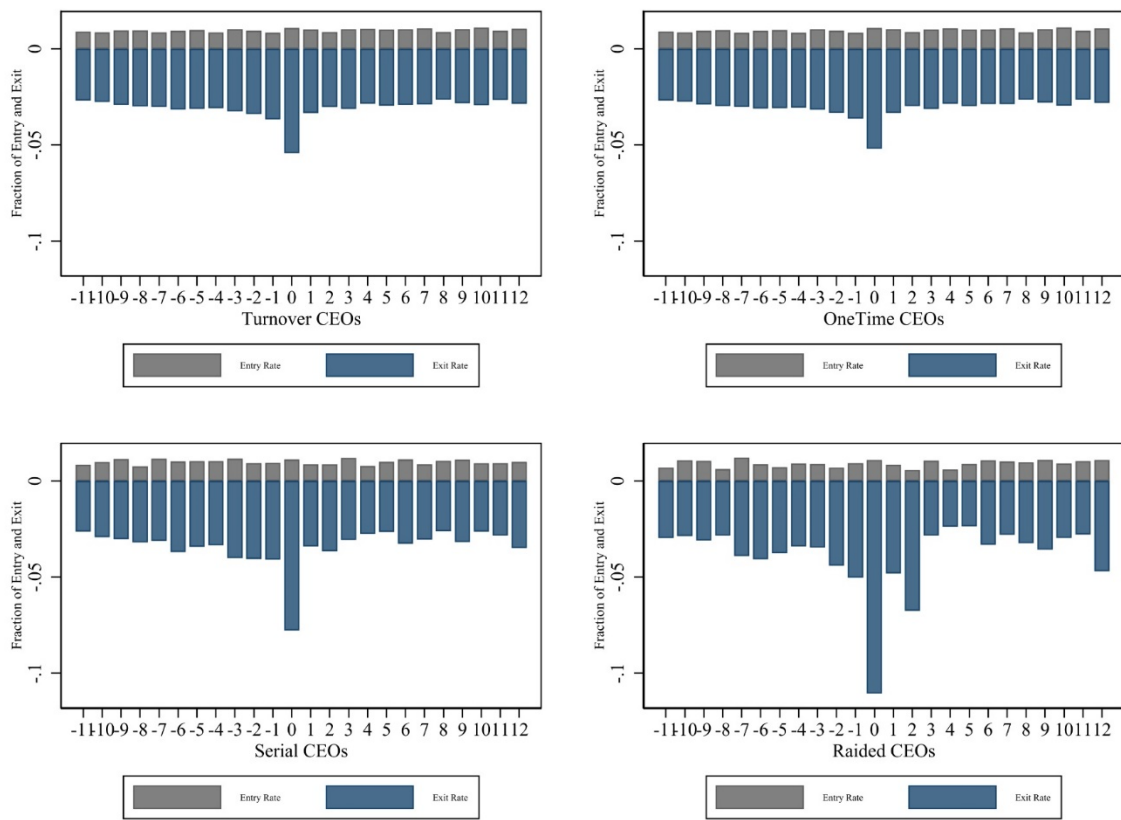 Fraction of Entry and Exit
0
-.05
-.1
-11-10-9 -8 -7 -6 -5 -4 -3 -2 -1 0 1 2 3 4 5 6 7 8 9 101112
Turnover CEOs
Entry Rate Exit Rate
Fraction of Entry and Exit
0
-.05
-.1
-11-10-9 -8 -7 -6 -5 -4 -3 -2 -1 0 1 2 3 4 5 6 7 8 9 101112
OneTime CEOs
Entry Rate Exit Rate
Fraction of Entry and Exit
0
-.05
-.1
-11-10-9 -8 -7 -6 -5 -4 -3 -2 -1 0 1 2 3 4 5 6 7 8 9 101112
Serial CEOs
Entry Rate Exit Rate
Fraction of Entry and Exit
0
-.05
-.1
-11-10-9 -8 -7 -6 -5 -4 -3 -2 -1 0 1 2 3 4 5 6 7 8 9 101112
Raided CEOs
Entry Rate Exit Rate